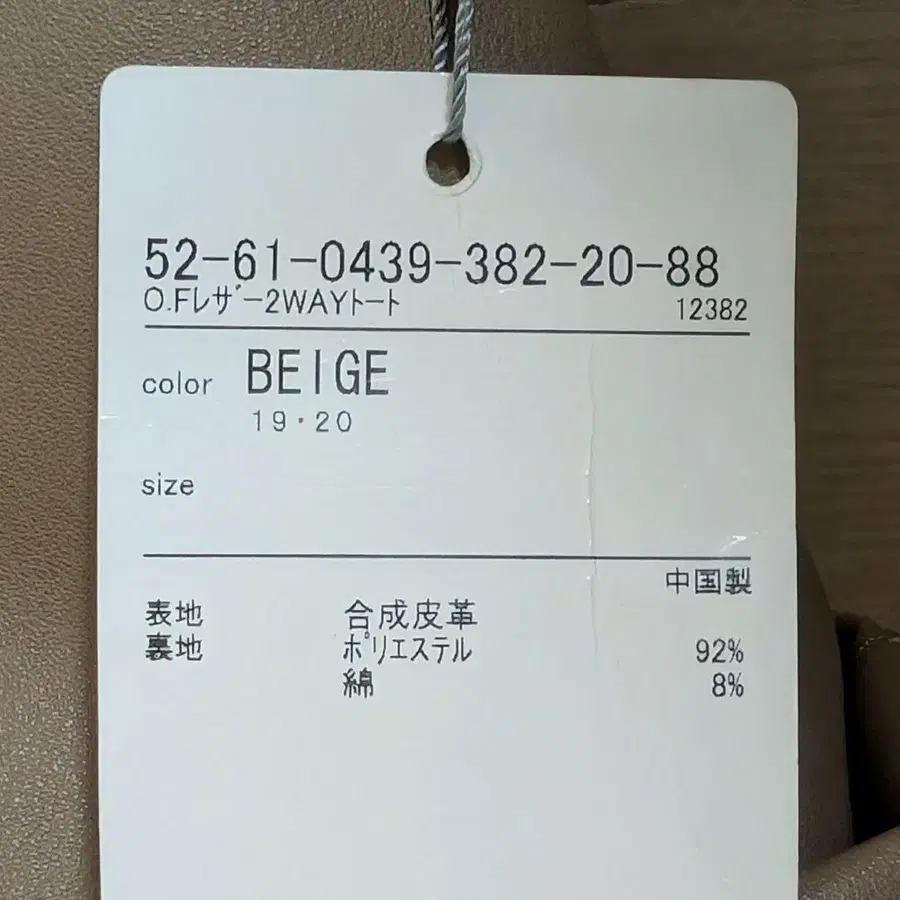 52-61-0439-382-20-88
O.Fレザー2WAYトート 12382
color BEIGE
19・20
size
中国製
表地 合成皮革
裏地 ポリエステル 92%
綿 8%